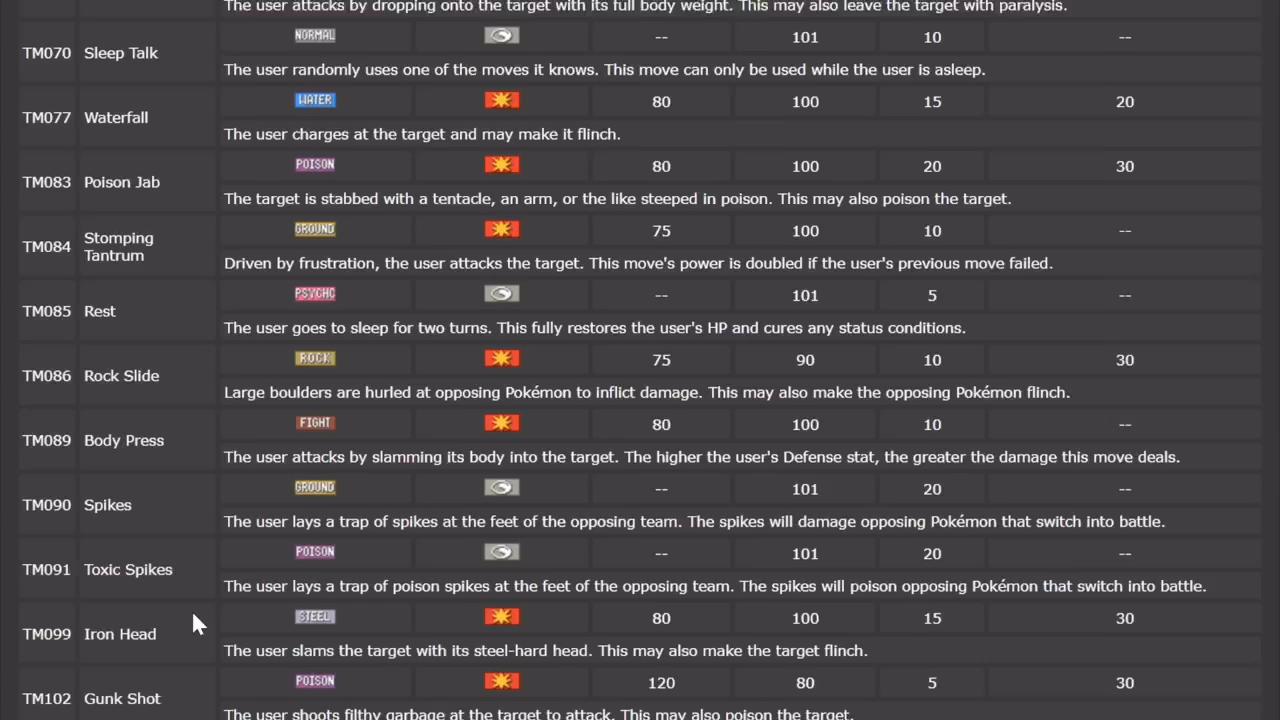 The user attacks by dropping onto the target with its full body weight. This may also leave the target with paralysis.
TM070 Sleep Talk NORMAL -- 101 10 --
The user randomly uses one of the moves it knows. This move can only be used while the user is asleep.
TM077 Waterfall WATER 80 100 15 20
The user charges at the target and may make it flinch.
TM083 Poison Jab POISON 80 100 20 30
The target is stabbed with a tentacle, an arm, or the like steeped in poison. This may also poison the target.
TM084 Stomping Tantrum GROUND 75 100 10 --
Driven by frustration, the user attacks the target. This move's power is doubled if the user's previous move failed.
TM085 Rest PSYCHC -- 101 5 --
The user goes to sleep for two turns. This fully restores the user's HP and cures any status conditions.
TM086 Rock Slide ROCK 75 90 10 30
Large boulders are hurled at opposing Pokémon to inflict damage. This may also make the opposing Pokémon flinch.
TM089 Body Press FIGHT 80 100 10 --
The user attacks by slamming its body into the target. The higher the user's Defense stat, the greater the damage this move deals.
TM090 Spikes GROUND -- 101 20 --
The user lays a trap of spikes at the feet of the opposing team. The spikes will damage opposing Pokémon that switch into battle.
TM091 Toxic Spikes POISON -- 101 20 --
The user lays a trap of poison spikes at the feet of the opposing team. The spikes will poison opposing Pokémon that switch into battle.
TM099 Iron Head STEEL 80 100 15 30
The user slams the target with its steel-hard head. This may also make the target flinch.
TM102 Gunk Shot POISON 120 80 5 30
The user shoots filthy garbage at the target to attack. This may also poison the target.